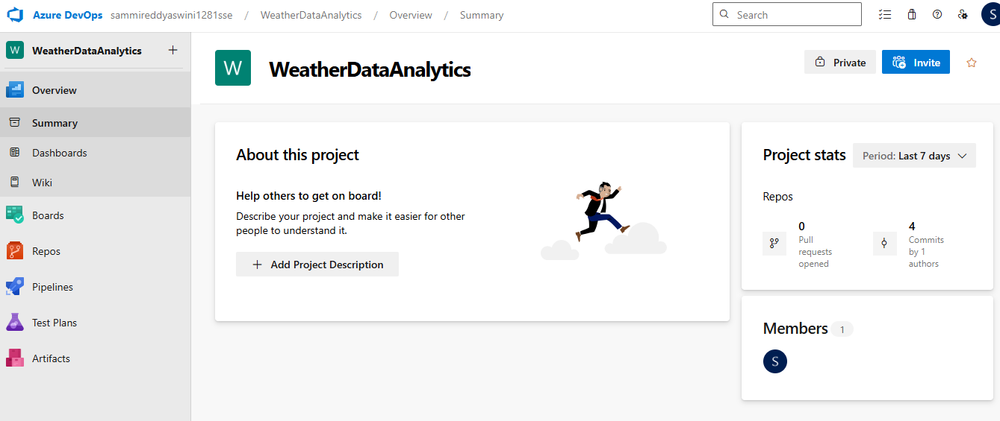 Azure DevOps sammireddyaswini1281sse / WeatherDataAnalytics / Overview / Summary
Search
S
W WeatherDataAnalytics
Overview
Summary
Dashboards
Wiki
Boards
Repos
Pipelines
Test Plans
Artifacts
W WeatherDataAnalytics
Private
Invite
About this project
Help others to get on board!
Describe your project and make it easier for other
people to understand it.
Add Project Description
Project stats
Period: Last 7 days
Repos
0
Pull
requests
opened
4
Commits
by 1
authors
Members 1
S